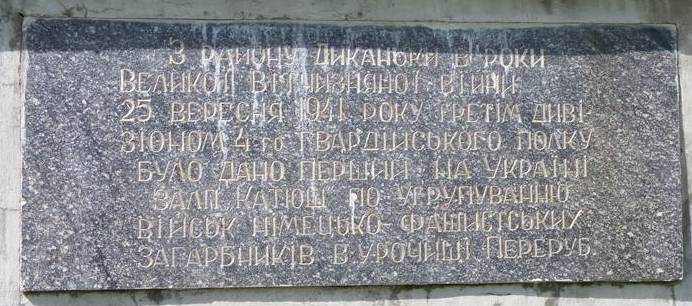 З району Диканьки в роки
Великої Вітчизняної війни
25 вересня 1941 року третім диві-
зіоном 4-го гвардійського полку
було дано перший на Україні
залп катюш по угрупуванню
військ німецько-фашистських
загарбників в урочищі Переруб.